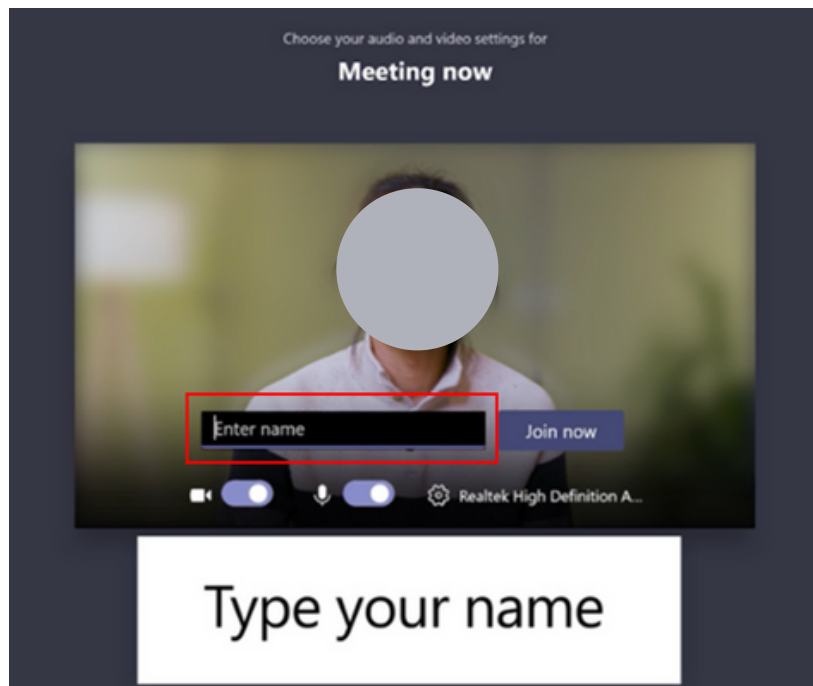 Choose your audio and video settings for
Meeting now
Enter name
Join now
Realtek High Definition A...
Type your name